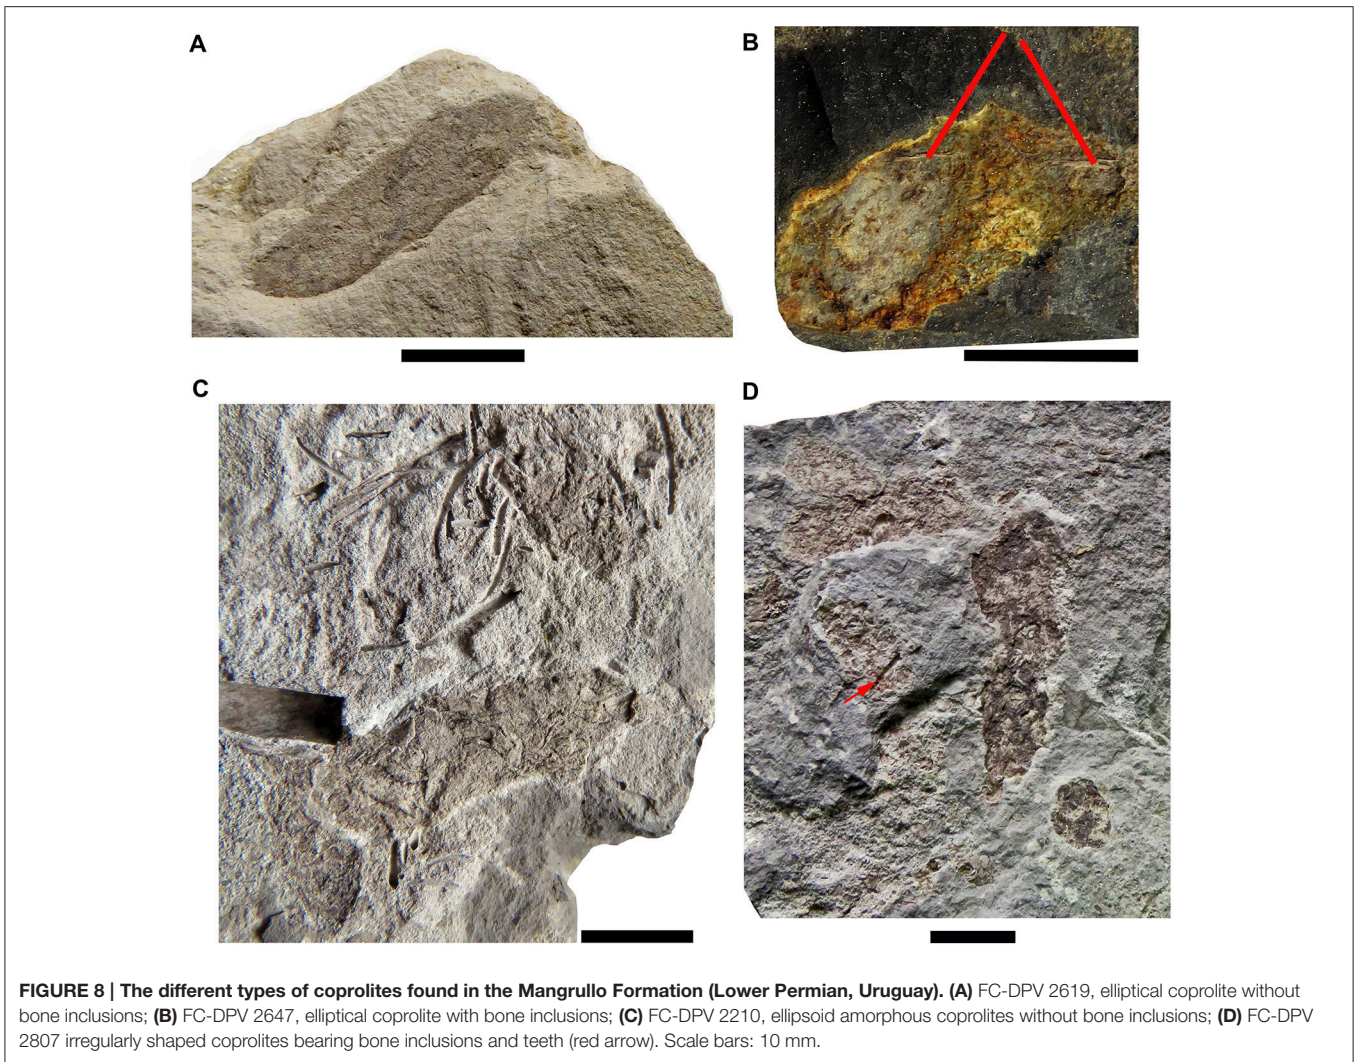 A
B
C
D
FIGURE 8 | The different types of coprolites found in the Mangrullo Formation (Lower Permian, Uruguay). (A) FC-DPV 2619, elliptical coprolite without
bone inclusions; (B) FC-DPV 2647, elliptical coprolite with bone inclusions; (C) FC-DPV 2210, ellipsoid amorphous coprolites without bone inclusions; (D) FC-DPV
2807 irregularly shaped coprolites bearing bone inclusions and teeth (red arrow). Scale bars: 10 mm.